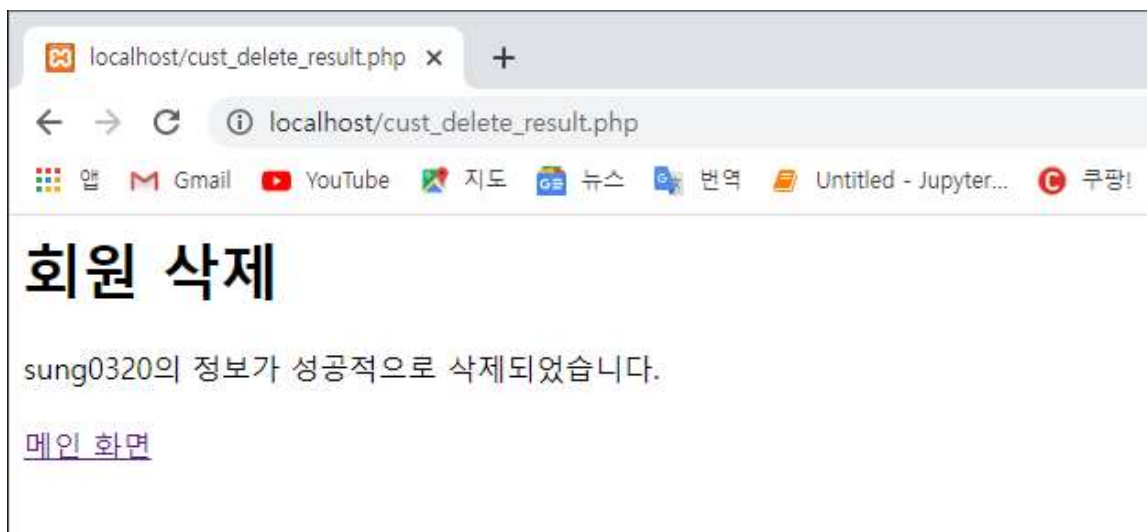 localhost/cust_delete_result.php
localhost/cust_delete_result.php
앱 Gmail YouTube 지도 뉴스 번역 Untitled - Jupyter... 쿠팡!
회원 삭제
sung0320의 정보가 성공적으로 삭제되었습니다.
메인 화면